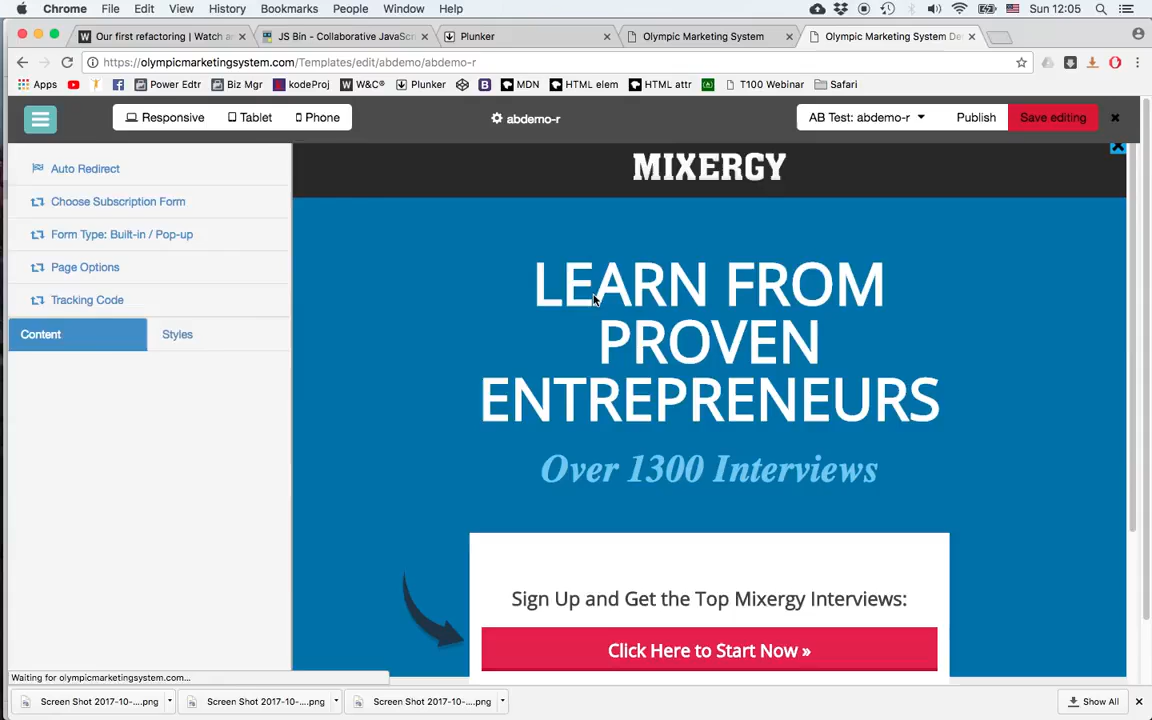 Chrome File Edit View History Bookmarks People Window Help Sun 12:05
Our first refactoring | Watch a JS Bin - Collaborative JavaScri Plunker Olympic Marketing System Olympic Marketing System De
https://olympicmarketingsystem.com/Templates/edit/abdemo/abdemo-r
Apps Power Edtr Biz Mgr kodeProj W&C® Plunker MDN HTML elem HTML attr T100 Webinar Safari
Responsive Tablet Phone abdemo-r AB Test: abdemo-r Publish Save editing
MIXERGY
Auto Redirect
Choose Subscription Form
Form Type: Built-in / Pop-up
Page Options
Tracking Code
Content Styles
LEARN FROM
PROVEN
ENTREPRENEURS
Over 1300 Interviews
Sign Up and Get the Top Mixergy Interviews:
Click Here to Start Now »
Waiting for olympicmarketingsystem.com...
Screen Shot 2017-10-....png Screen Shot 2017-10-....png Screen Shot 2017-10-....png Show All